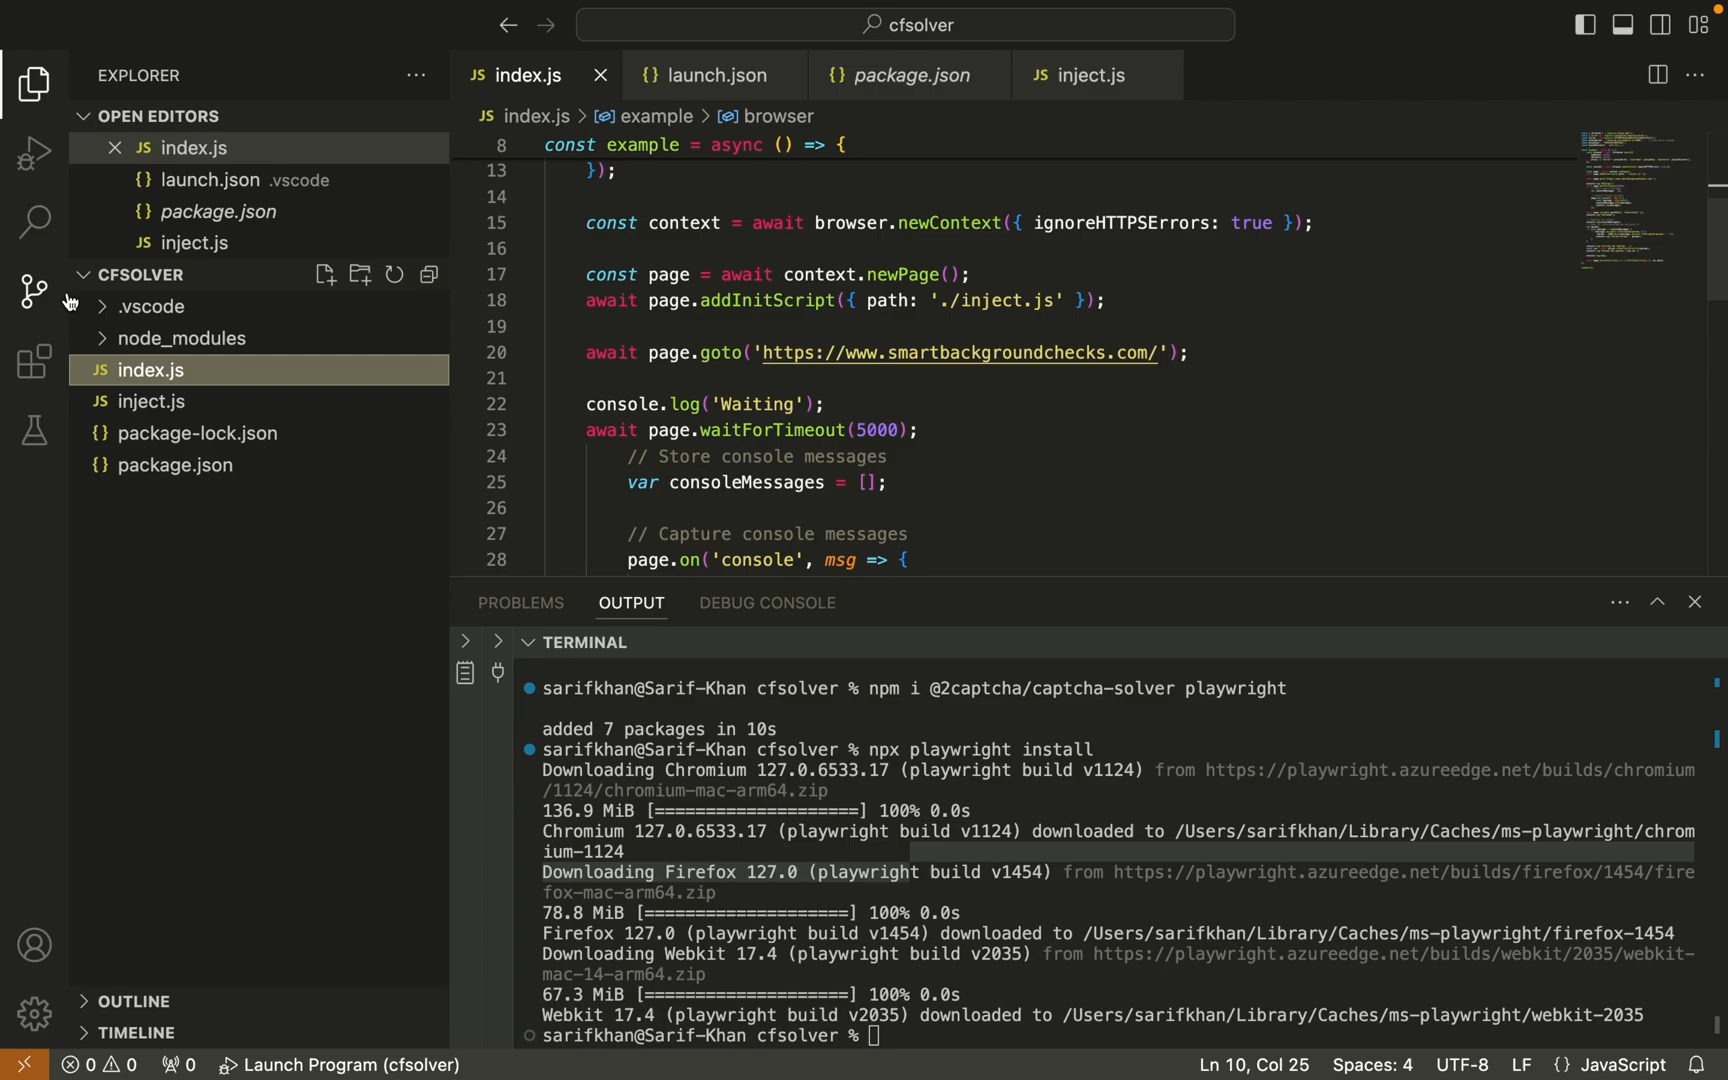 cfsolver
EXPLORER
OPEN EDITORS
JS index.js
{} launch.json .vscode
{} package.json
JS inject.js
CFSOLVER
.vscode
node_modules
JS index.js
JS inject.js
{} package-lock.json
{} package.json
OUTLINE
TIMELINE
JS index.js
{} launch.json
{} package.json
JS inject.js
JS index.js > example > browser
8 const example = async () => {
13 });
14
15 const context = await browser.newContext({ ignoreHTTPSErrors: true });
16
17 const page = await context.newPage();
18 await page.addInitScript({ path: './inject.js' });
19
20 await page.goto('https://www.smartbackgroundchecks.com/');
21
22 console.log('Waiting');
23 await page.waitForTimeout(5000);
24 // Store console messages
25 var consoleMessages = [];
26
27 // Capture console messages
28 page.on('console', msg => {
PROBLEMS OUTPUT DEBUG CONSOLE
TERMINAL
sarifkhan@Sarif-Khan cfsolver % npm i @2captcha/captcha-solver playwright
added 7 packages in 10s
sarifkhan@Sarif-Khan cfsolver % npx playwright install
Downloading Chromium 127.0.6533.17 (playwright build v1124) from https://playwright.azureedge.net/builds/chromium
/1124/chromium-mac-arm64.zip
136.9 MiB [====================] 100% 0.0s
Chromium 127.0.6533.17 (playwright build v1124) downloaded to /Users/sarifkhan/Library/Caches/ms-playwright/chrom
ium-1124
Downloading Firefox 127.0 (playwright build v1454) from https://playwright.azureedge.net/builds/firefox/1454/fire
fox-mac-arm64.zip
78.8 MiB [====================] 100% 0.0s
Firefox 127.0 (playwright build v1454) downloaded to /Users/sarifkhan/Library/Caches/ms-playwright/firefox-1454
Downloading Webkit 17.4 (playwright build v2035) from https://playwright.azureedge.net/builds/webkit/2035/webkit-
mac-14-arm64.zip
67.3 MiB [====================] 100% 0.0s
Webkit 17.4 (playwright build v2035) downloaded to /Users/sarifkhan/Library/Caches/ms-playwright/webkit-2035
sarifkhan@Sarif-Khan cfsolver %
0 0 0 Launch Program (cfsolver) Ln 10, Col 25 Spaces: 4 UTF-8 LF {} JavaScript